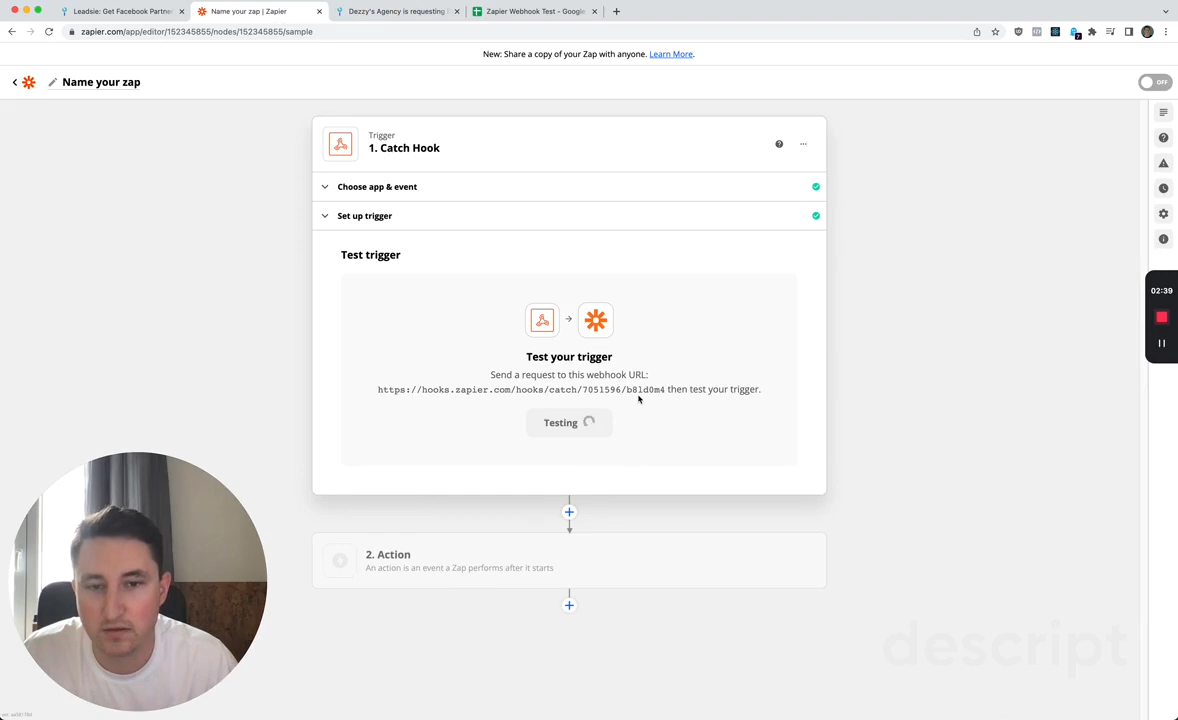 Leadsie: Get Facebook Partner
Name your zap | Zapier
Dezzy's Agency is requesting
Zapier Webhook Test - Google
zapier.com/app/editor/152345855/nodes/152345855/sample
New: Share a copy of your Zap with anyone. Learn More.
Name your zap
OFF
Trigger
1. Catch Hook
Choose app & event
Set up trigger
02:39
Test trigger
Test your trigger
Send a request to this webhook URL:
https://hooks.zapier.com/hooks/catch/7051596/b8ld0m4 then test your trigger.
Testing
2. Action
An action is an event a Zap performs after it starts
descript